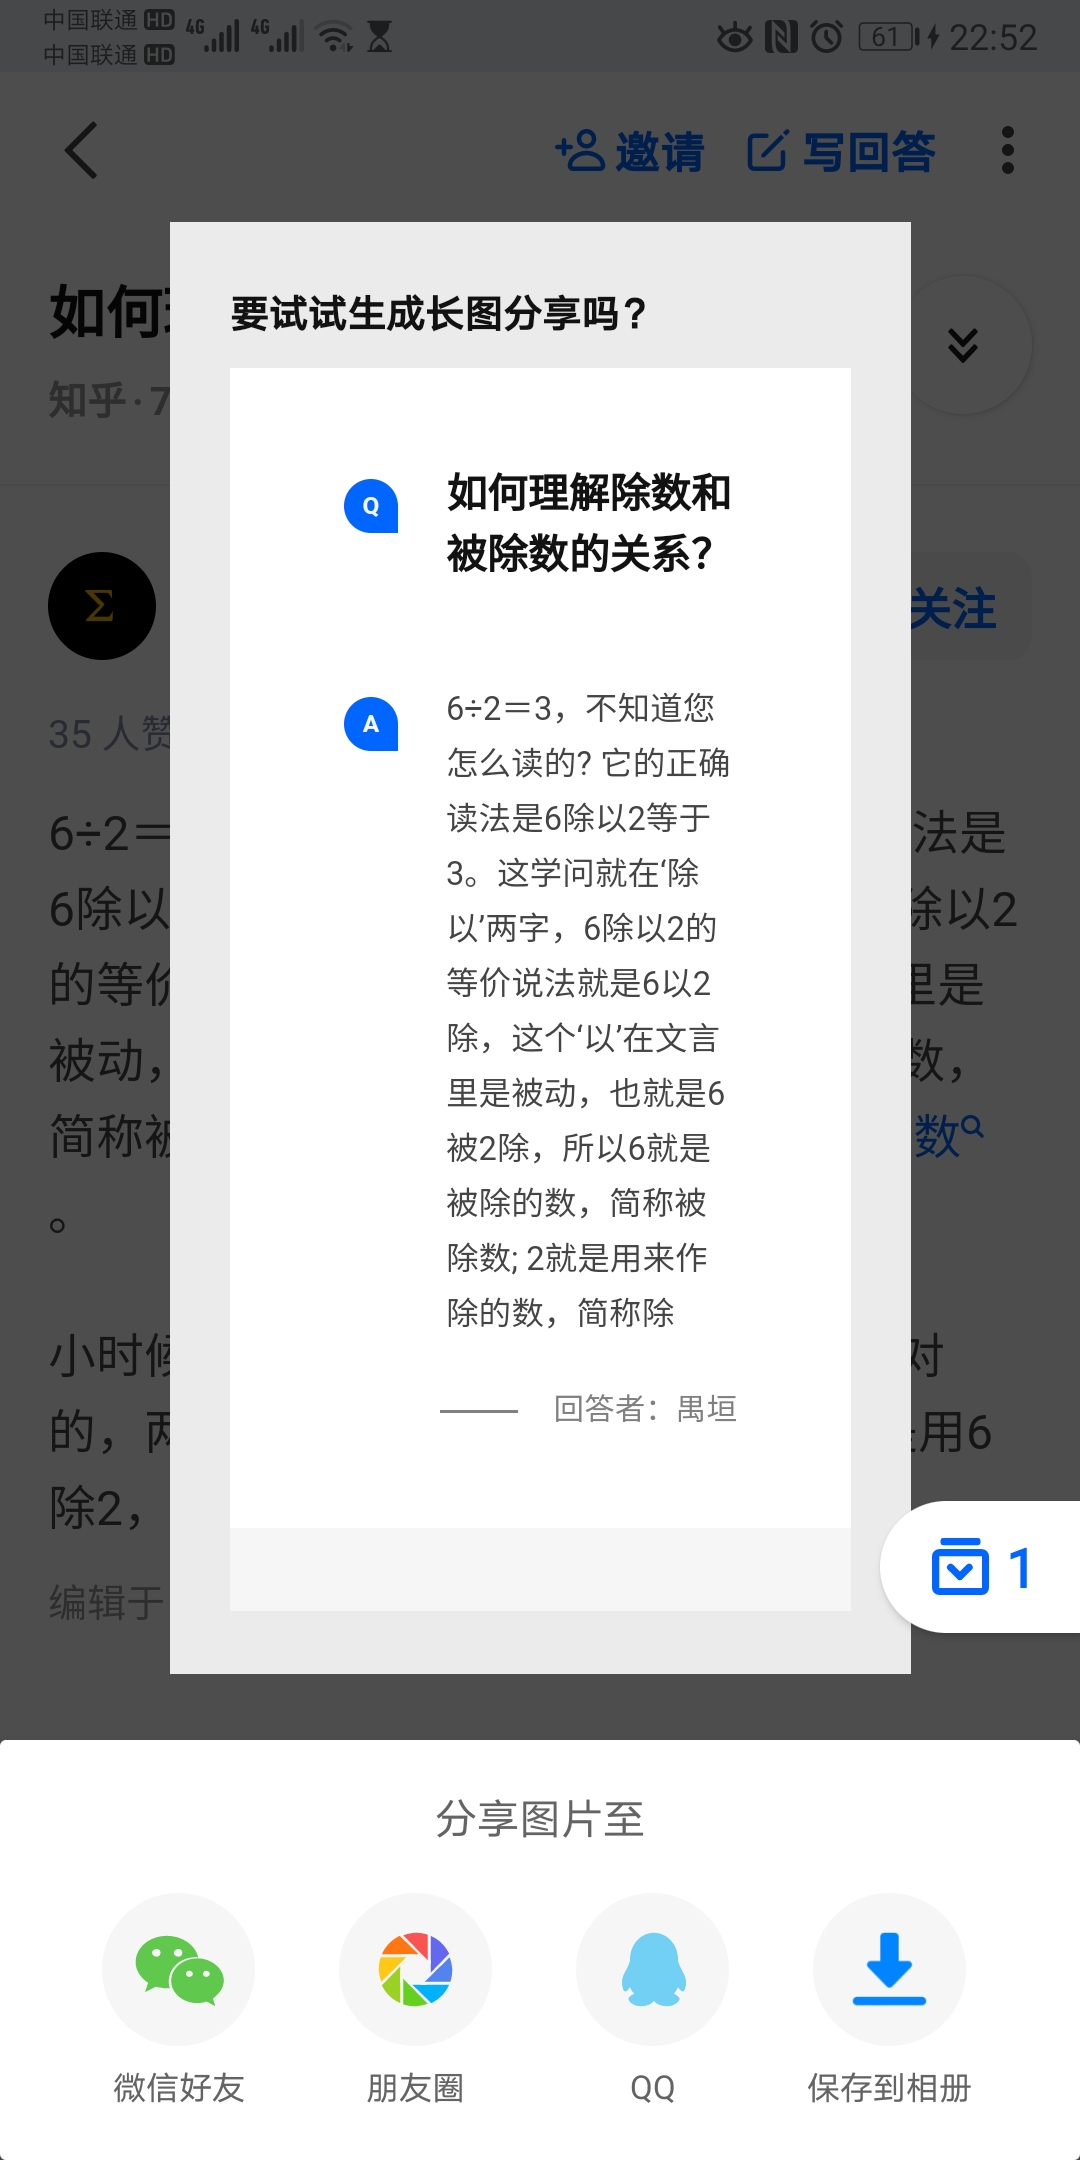 中国联通 HD 4G 4G 61 22:52
中国联通 HD
邀请 写回答
如何
知乎 · 7
要试试生成长图分享吗？
Q 如何理解除数和
被除数的关系？
关注
35 人赞
A 6÷2＝3，不知道您
怎么读的? 它的正确
读法是6除以2等于
3。这学问就在‘除
以’两字，6除以2的
等价说法就是6以2
除，这个‘以’在文言
里是被动，也就是6
被2除，所以6就是
被除的数，简称被
除数; 2就是用来作
除的数，简称除
回答者：禺垣
6÷2＝ 法是
6除以 除以2
的等价 里是
被动， 数，
简称被 数
。
小时候 对
的，两 是用6
除2，
编辑于
1
分享图片至
微信好友 朋友圈 QQ 保存到相册